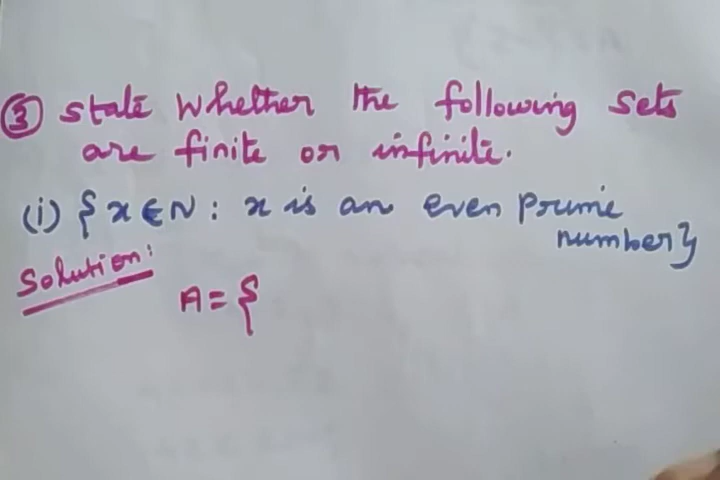 ③ state whether the following sets
are finite or infinite.
(i) {x ∈ N : x is an even prime
number}
Solution:
A = {